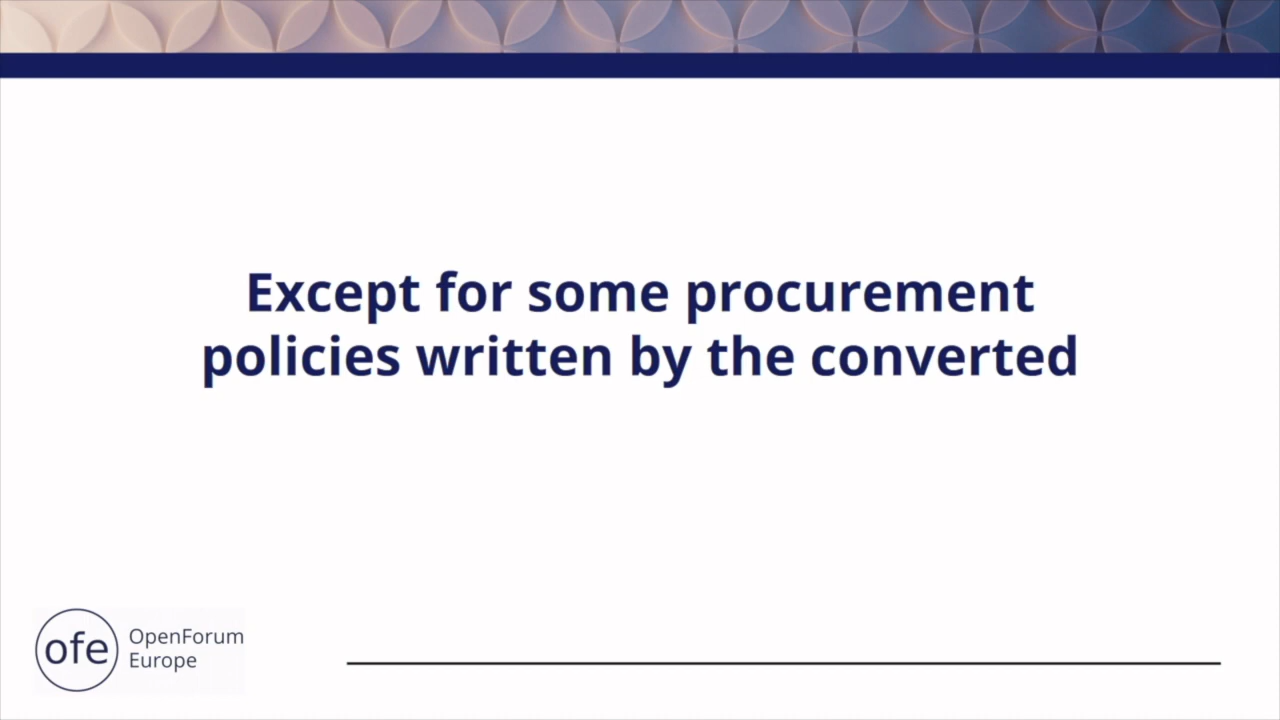 Except for some procurement
policies written by the converted
ofe
OpenForum
Europe